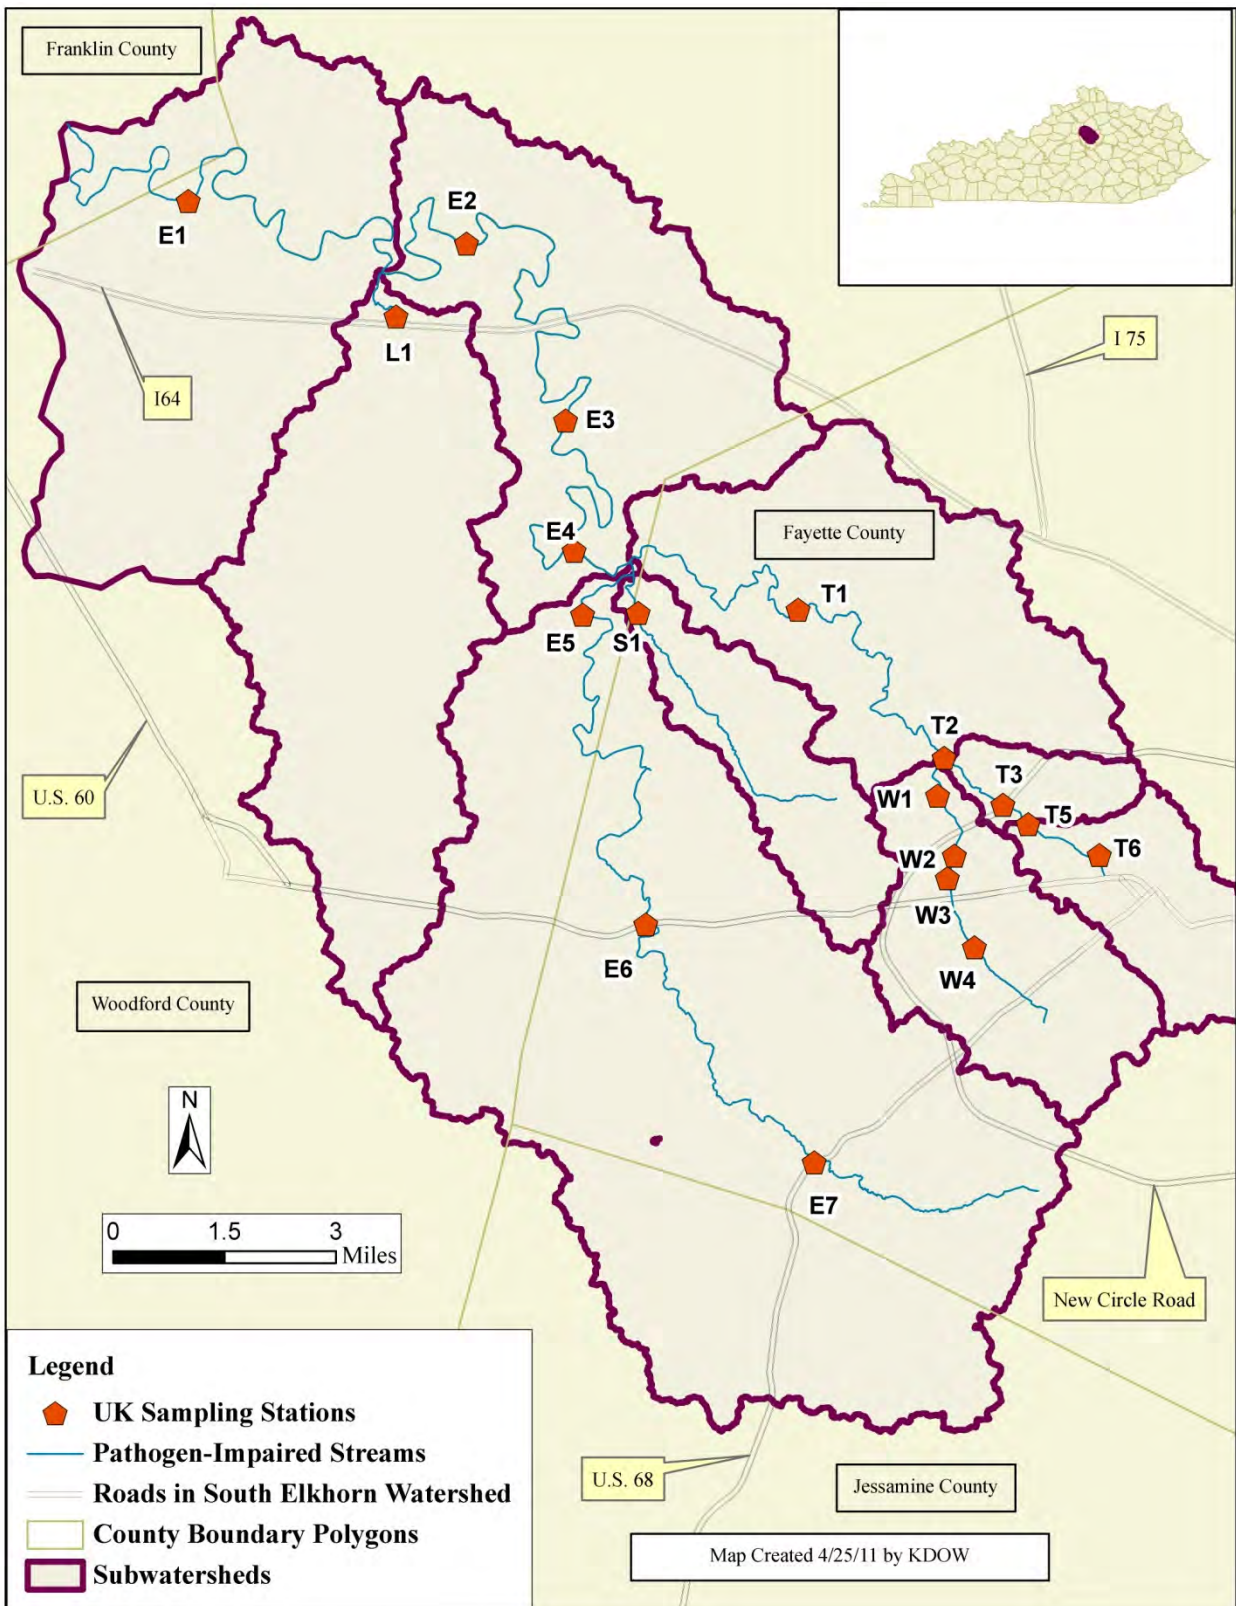 Franklin County
E1
E2
L1
I 75
I64
E3
E4
Fayette County
T1
E5
S1
T2
T3
W1
T5
U.S. 60
W2
T6
W3
E6
W4
Woodford County
N
E7
0 1.5 3
Miles
New Circle Road
Legend
UK Sampling Stations
Pathogen-Impaired Streams
Roads in South Elkhorn Watershed
County Boundary Polygons
Subwatersheds
U.S. 68
Jessamine County
Map Created 4/25/11 by KDOW